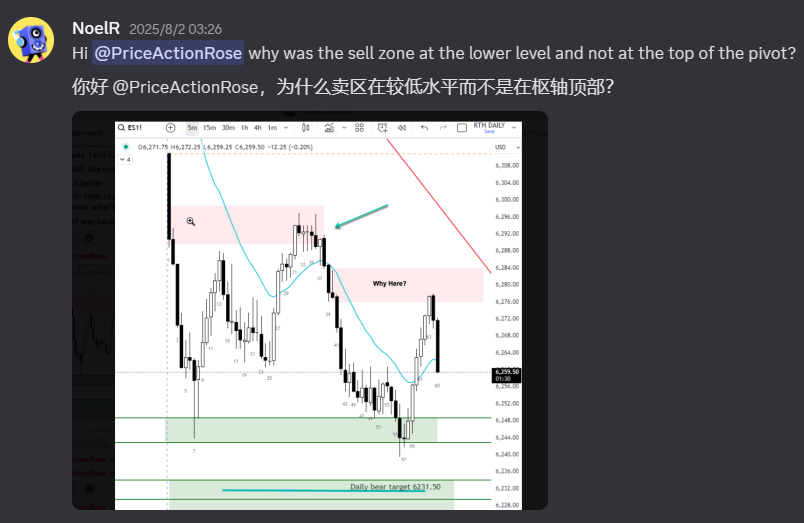 NoelR 2025/8/2 03:26
Hi @PriceActionRose why was the sell zone at the lower level and not at the top of the pivot?
你好 @PriceActionRose，为什么卖区在较低水平而不是在枢轴顶部？
ES1! 5m 15m 30m 1h 4h 1m RTH DAILY
Save
O6,271.75 H6,272.25 L6,259.25 C6,259.50 −12.25 (−0.20%) USD
4
6,308.00
6,304.00
6,300.00
6,296.00
6,292.00
6,288.00
6,284.00
Why Here?
6,280.00
6,276.00
6,272.00
6,268.00
6,264.00
6,259.50
01:30
6,256.00
6,252.00
6,248.00
6,244.00
6,240.00
6,236.00
Daily bear target 6231.50
6,232.00
6,228.00